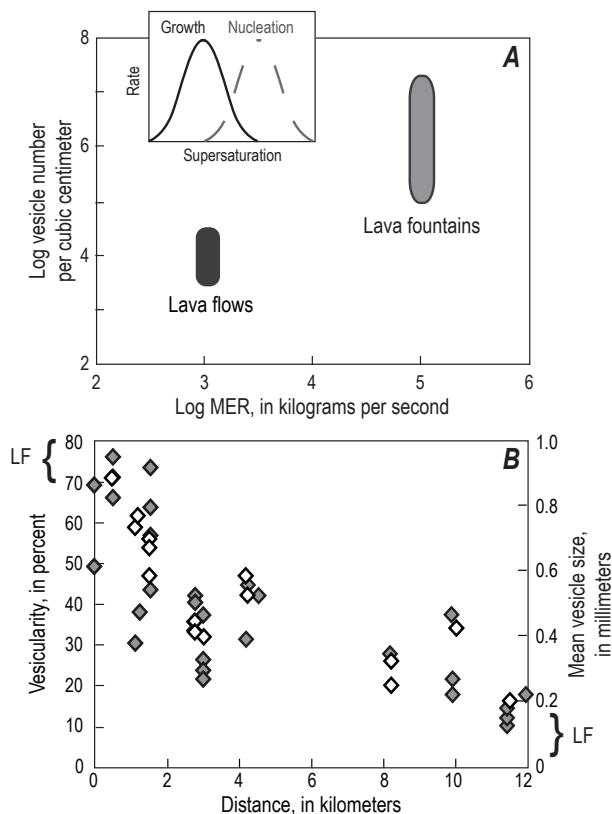 A
8
6
4
2
Log vesicle number
per cubic centimeter
Growth
Nucleation
Rate
Supersaturation
Lava fountains
Lava flows
2 3 4 5 6
Log MER, in kilograms per second
B
LF {
80
70
60
50
40
30
20
10
0
Vesicularity, in percent
1.0
0.8
0.6
0.4
0.2
0
Mean vesicle size,
in millimeters
} LF
0 2 4 6 8 10 12
Distance, in kilometers